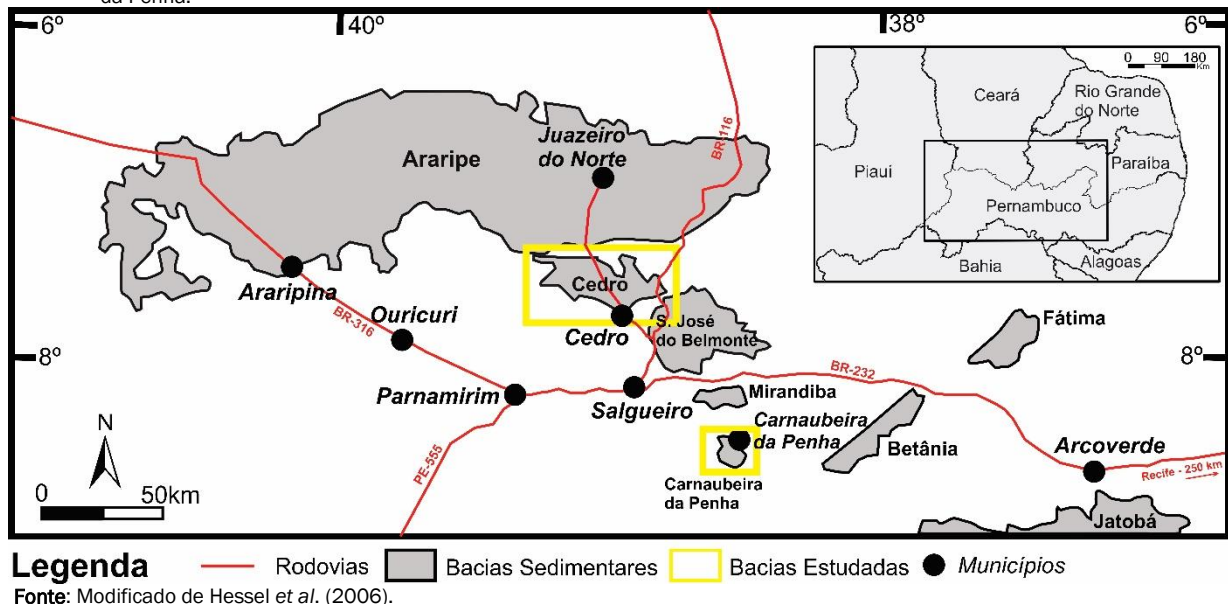 da Penha.
6º
40º
38º
6º
0 90 180
Km
Ceará
Rio Grande
do Norte
Paraíba
Piaui
Pernambuco
Bahia
Alagoas
Juazeiro
do Norte
Araripe
BR-116
Araripina
BR-316
Ouricuri
Cedro
Cedro
S. José
do Belmonte
Fátima
8º
8º
BR-232
Parnamirim
Salgueiro
Mirandiba
Carnaubeira
da Penha
Betânia
Arcoverde
Recife - 250 km
N
PE-555
0 50km
Carnaubeira
da Penha
Jatobá
Legenda Rodovias Bacias Sedimentares Bacias Estudadas Municípios
Fonte: Modificado de Hessel et al. (2006).